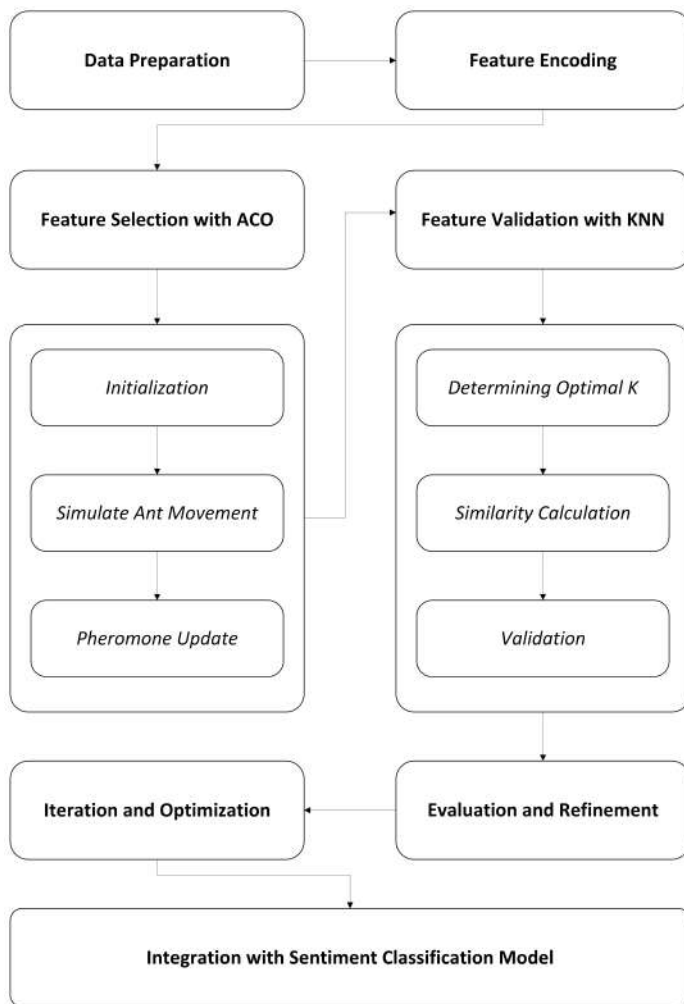 Data Preparation
Feature Encoding
Feature Selection with ACO
Feature Validation with KNN
Initialization
Simulate Ant Movement
Pheromone Update
Determining Optimal K
Similarity Calculation
Validation
Evaluation and Refinement
Iteration and Optimization
Integration with Sentiment Classification Model